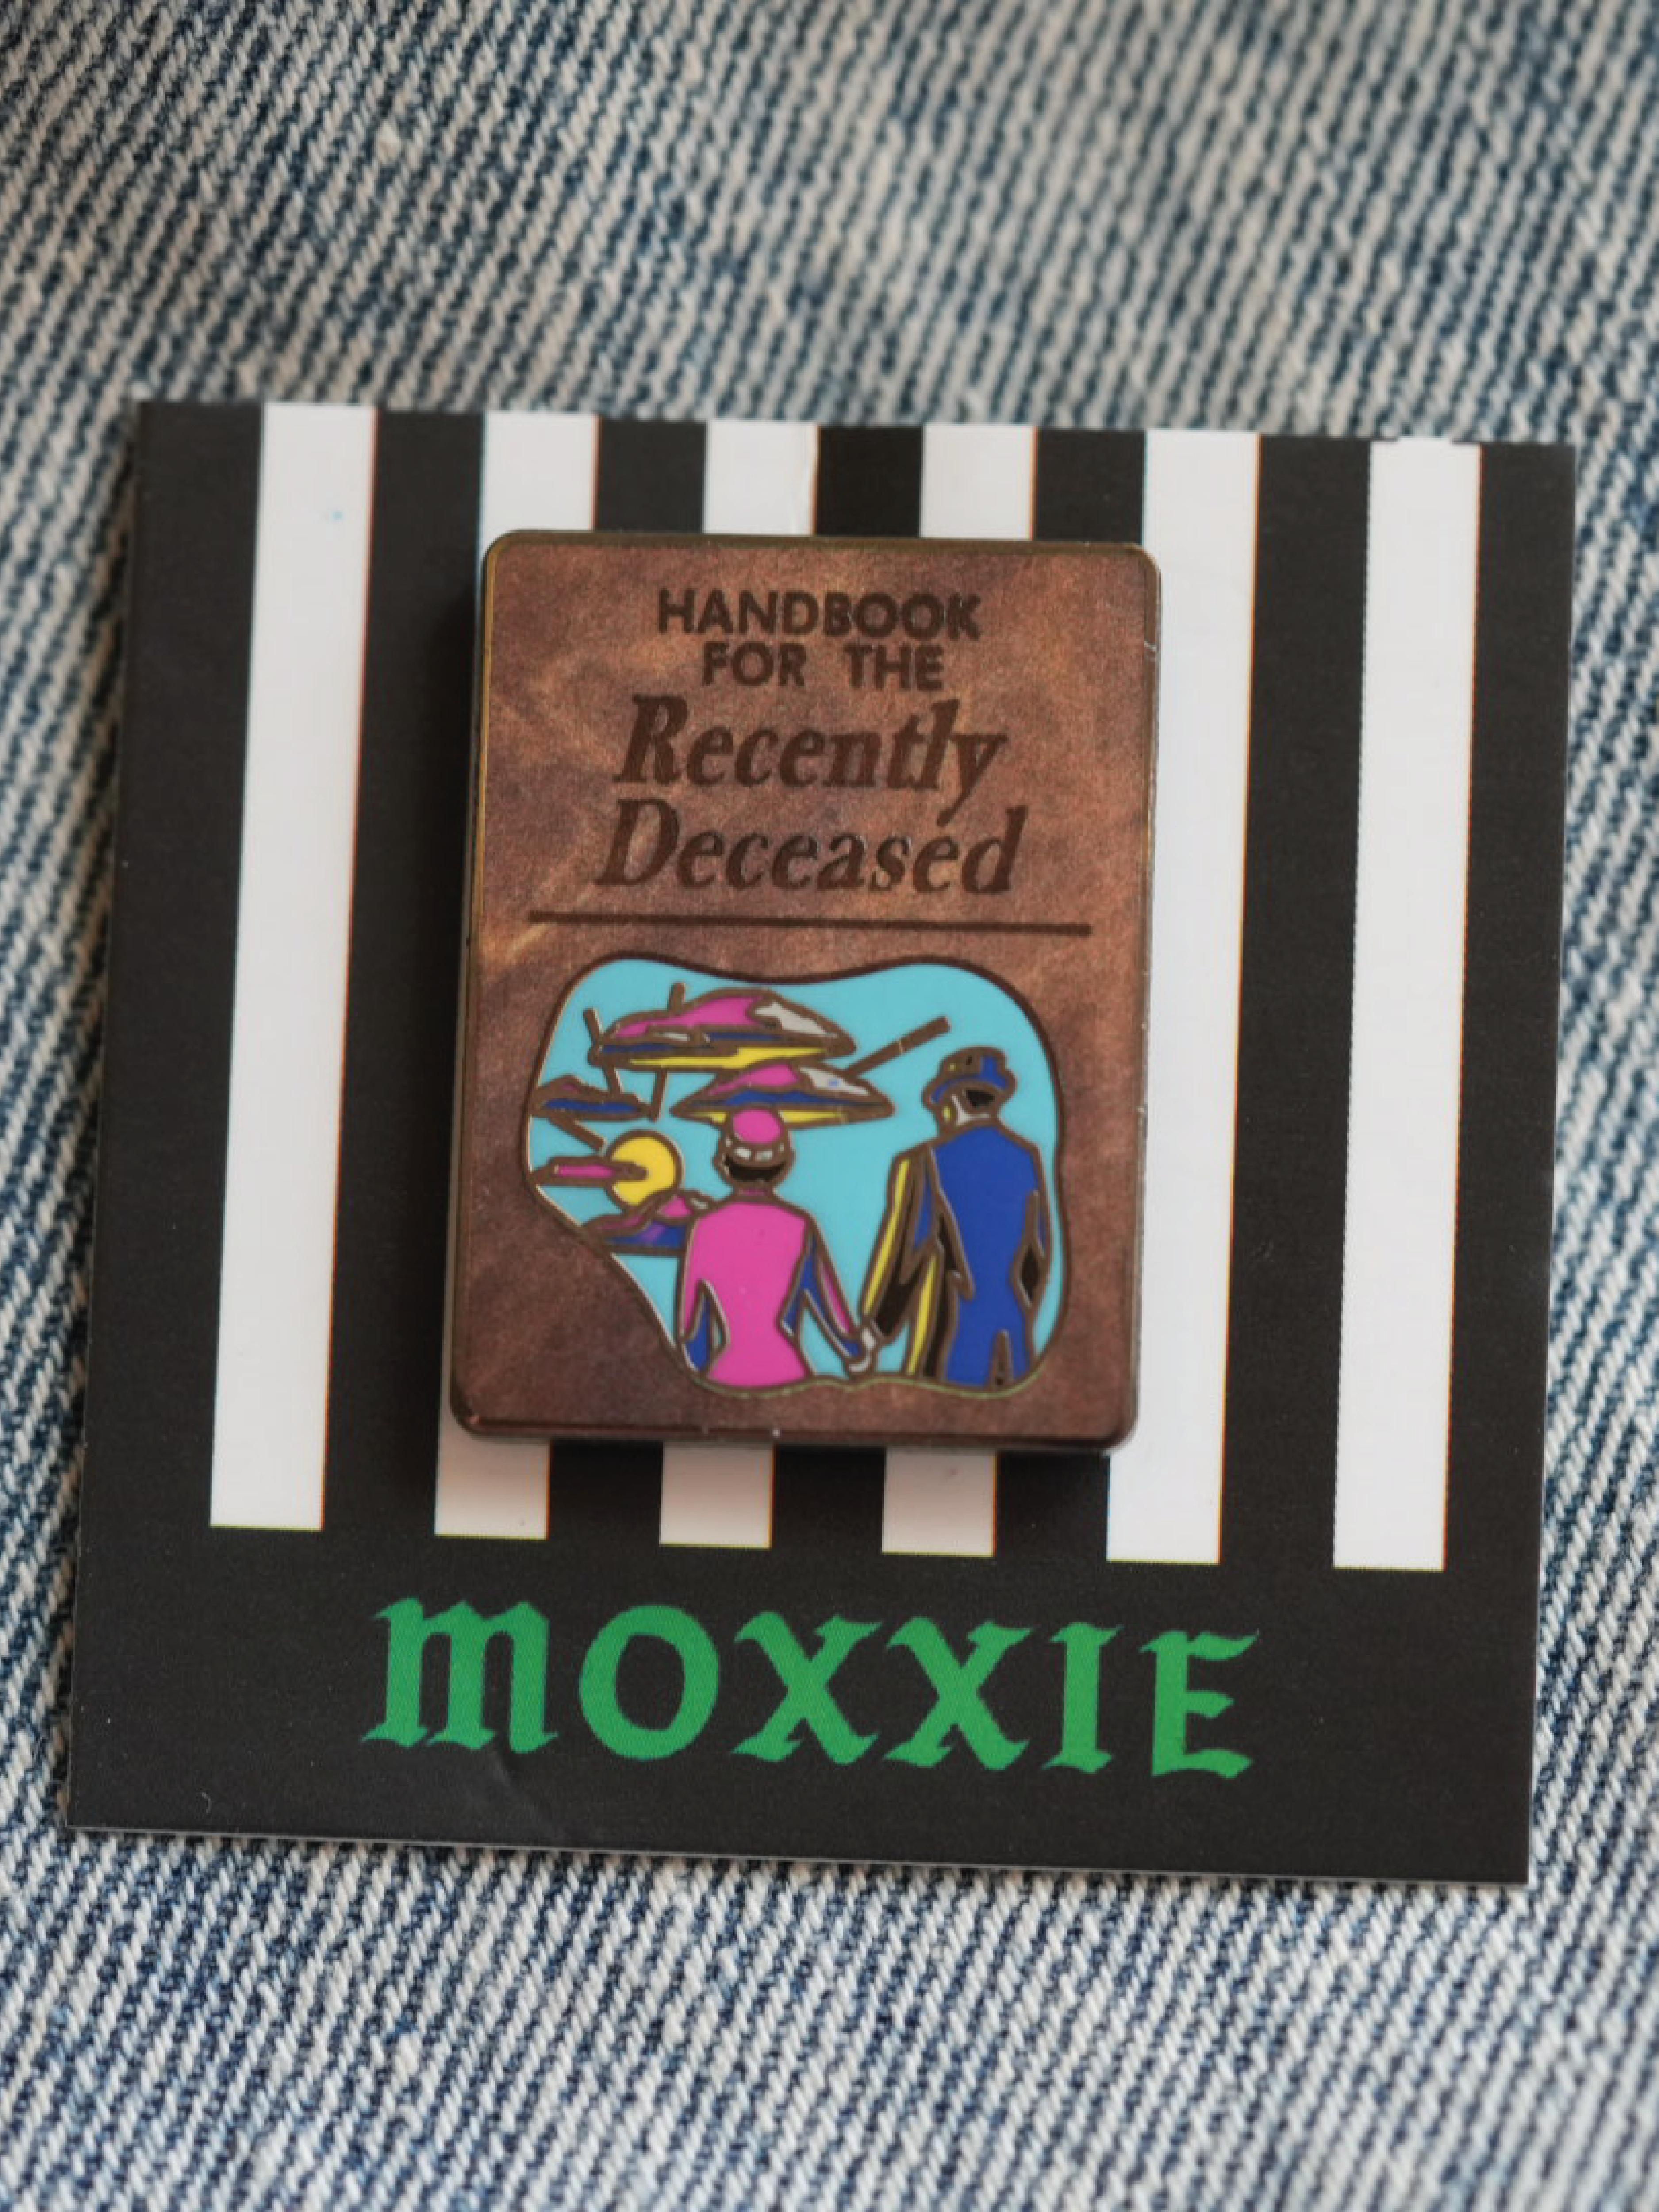 HANDBOOK
FOR THE
Recently
Deceased
MOXXIE